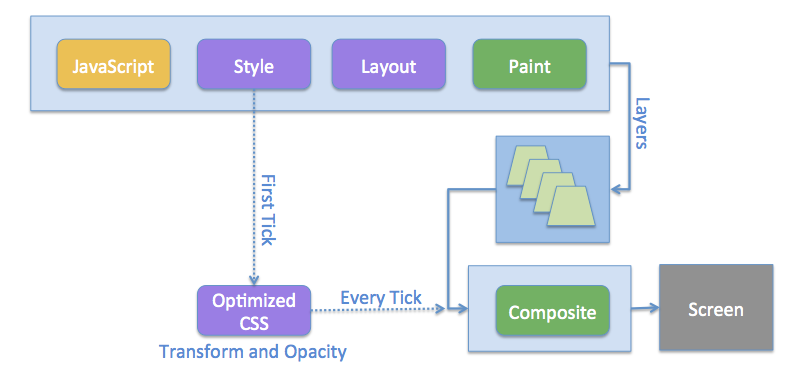 JavaScript
Style
Layout
Paint
Layers
First Tick
Optimized
CSS
Every Tick
Composite
Screen
Transform and Opacity